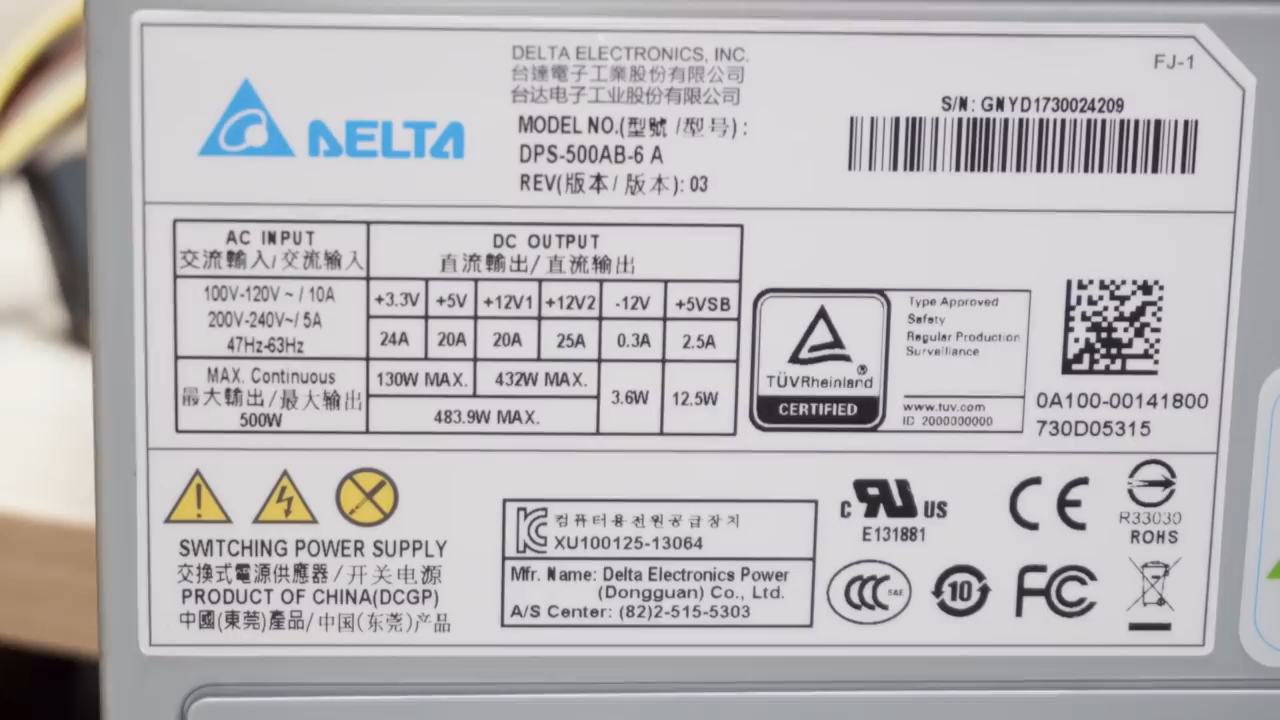 DELTA ELECTRONICS, INC.
台達電子工業股份有限公司
台达电子工业股份有限公司
MODEL NO.(型號 /型号) :
DPS-500AB-6 A
REV(版本/ 版本): 03
DELTA
FJ-1
S/N: GNYD1730024209
AC INPUT
交流輸入/交流输入
DC OUTPUT
直流輸出/直流输出
100V-120V ~ / 10A
200V-240V~/ 5A
47Hz-63Hz
+3.3V +5V +12V1 +12V2 -12V +5VSB
24A 20A 20A 25A 0.3A 2.5A
MAX. Continuous
最大輸出/最大输出
500W
130W MAX. 432W MAX. 3.6W 12.5W
483.9W MAX.
TÜVRheinland ®
CERTIFIED
Type Approved
Safety
Regular Production
Surveillance
www.tuv.com
ID 2000000000
0A100-00141800
730D05315
SWITCHING POWER SUPPLY
交換式電源供應器/开关电源
PRODUCT OF CHINA(DCGP)
中國(東莞)產品/中国(东莞)产品
컴퓨터용전원공급장치
XU100125-13064
Mfr. Name: Delta Electronics Power
(Dongguan) Co., Ltd.
A/S Center: (82)2-515-5303
C RU US
E131881
CE
R33030
ROHS
CCC S&E
10
FC